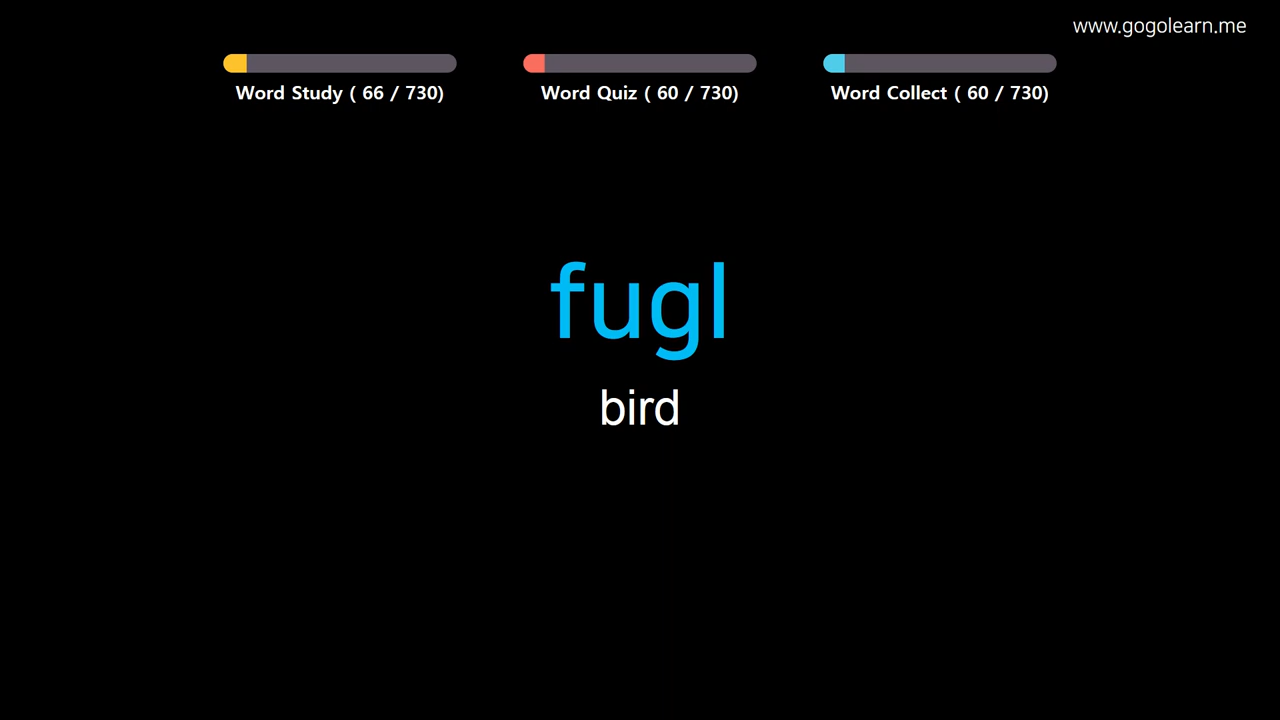 www.gogolearn.me
Word Study ( 66 / 730)
Word Quiz ( 60 / 730)
Word Collect ( 60 / 730)
fugl
bird